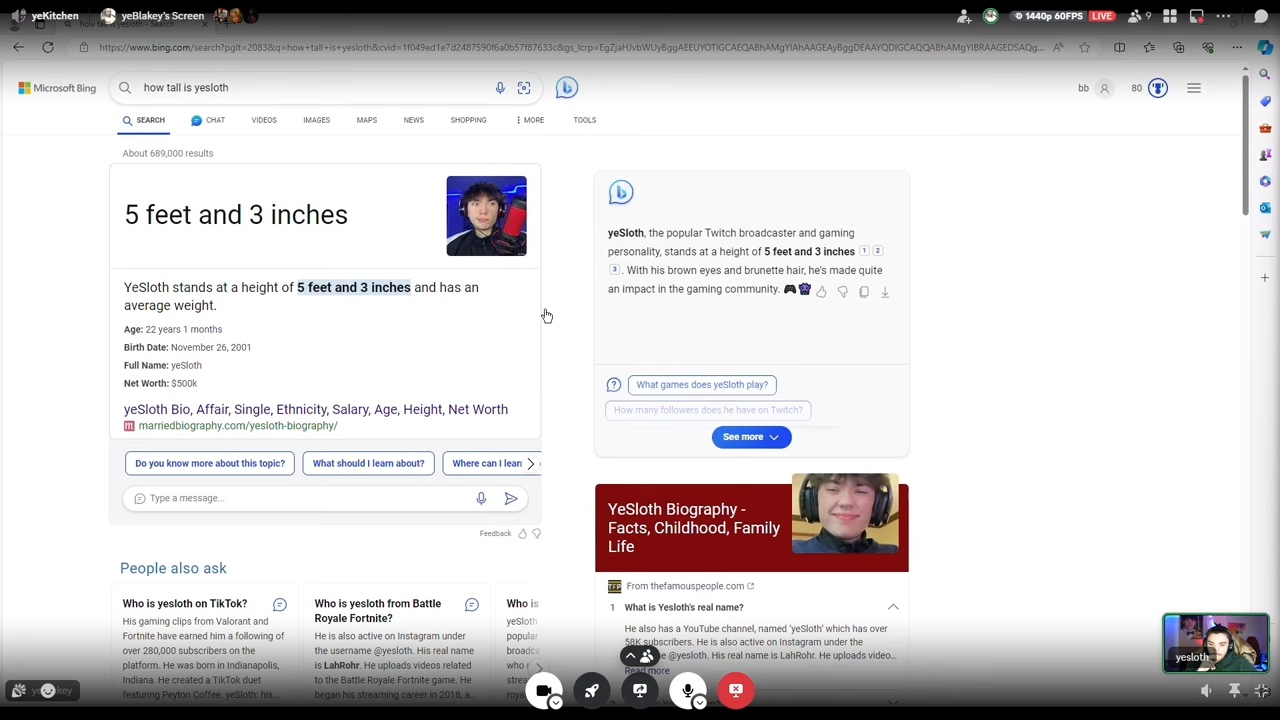 yeKitchen
yeBlakey's Screen
1440p 60FPS
LIVE
9
Microsoft Bing
how tall is yesloth
bb
80
SEARCH
CHAT
VIDEOS
IMAGES
MAPS
NEWS
SHOPPING
MORE
TOOLS
About 689,000 results
5 feet and 3 inches
YeSloth stands at a height of 5 feet and 3 inches and has an
average weight.
Age: 22 years 1 months
Birth Date: November 26, 2001
Full Name: yeSloth
Net Worth: $500k
yeSloth Bio, Affair, Single, Ethnicity, Salary, Age, Height, Net Worth
marriedbiography.com/yesloth-biography/
Do you know more about this topic?
What should I learn about?
Where can I learn
Type a message...
Feedback
People also ask
Who is yesloth on TikTok?
His gaming clips from Valorant and
Fortnite have earned him a following of
over 280,000 subscribers on the
platform. He was born in Indianapolis,
Indiana. He created a TikTok duet
featuring Peyton Coffee. yeSloth: his...
Who is yesloth from Battle
Royale Fortnite?
He is also active on Instagram under
the username @yesloth. His real name
is LahRohr. He uploads videos related
to the Battle Royale Fortnite game. He
began his streaming career in 2018, a
Who is
yeSloth
popular
broadca
who
yeSloth, the popular Twitch broadcaster and gaming
personality, stands at a height of 5 feet and 3 inches 1 2
3 . With his brown eyes and brunette hair, he's made quite
an impact in the gaming community.
What games does yeSloth play?
How many followers does he have on Twitch?
See more
YeSloth Biography -
Facts, Childhood, Family
Life
From thefamouspeople.com
1 What is Yesloth's real name?
He also has a YouTube channel, named 'yeSloth' which has over
58K subscribers. He is also active on Instagram under the
@yesloth. His real name is LahRohr. He uploads video...
Read more
yesloth